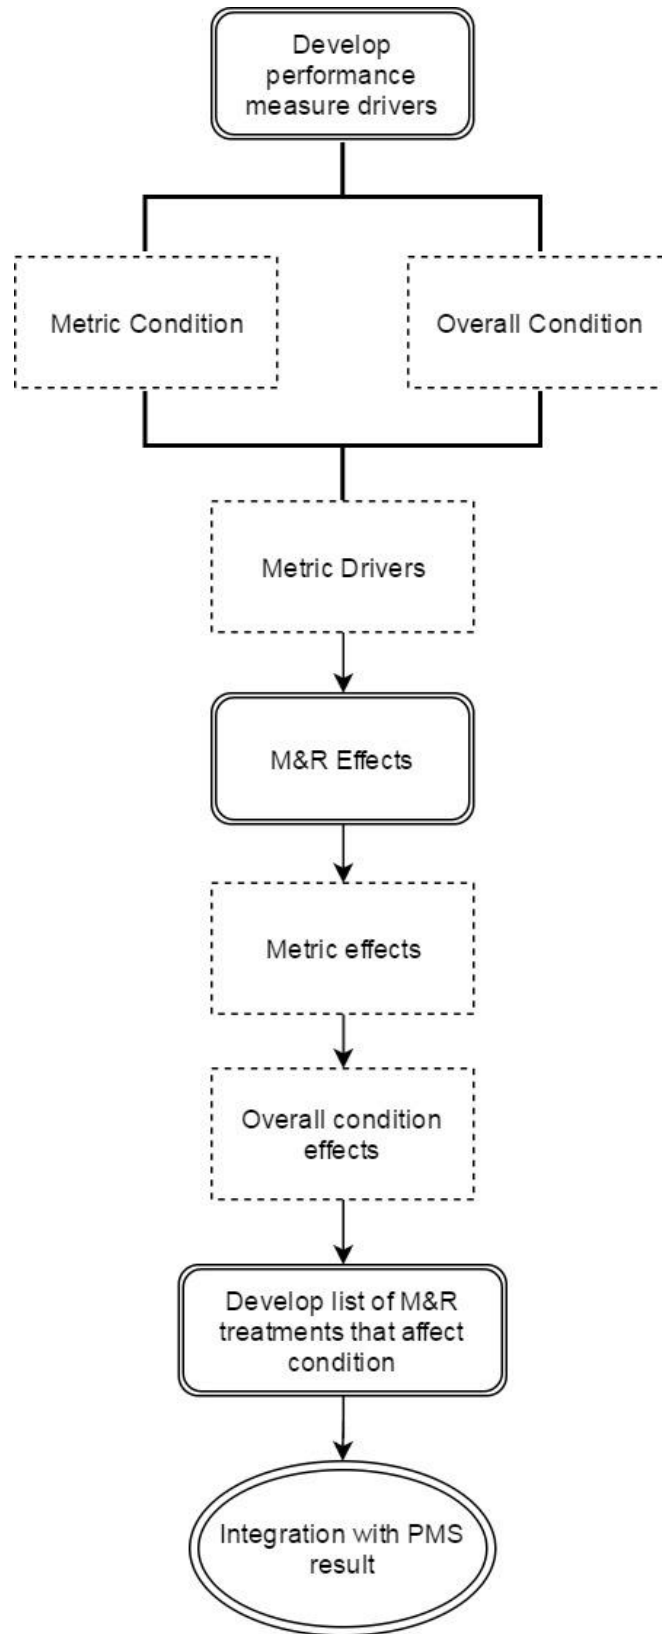 Develop
performance
measure drivers
Metric Condition
Overall Condition
Metric Drivers
M&R Effects
Metric effects
Overall condition
effects
Develop list of M&R
treatments that affect
condition
Integration with PMS
result